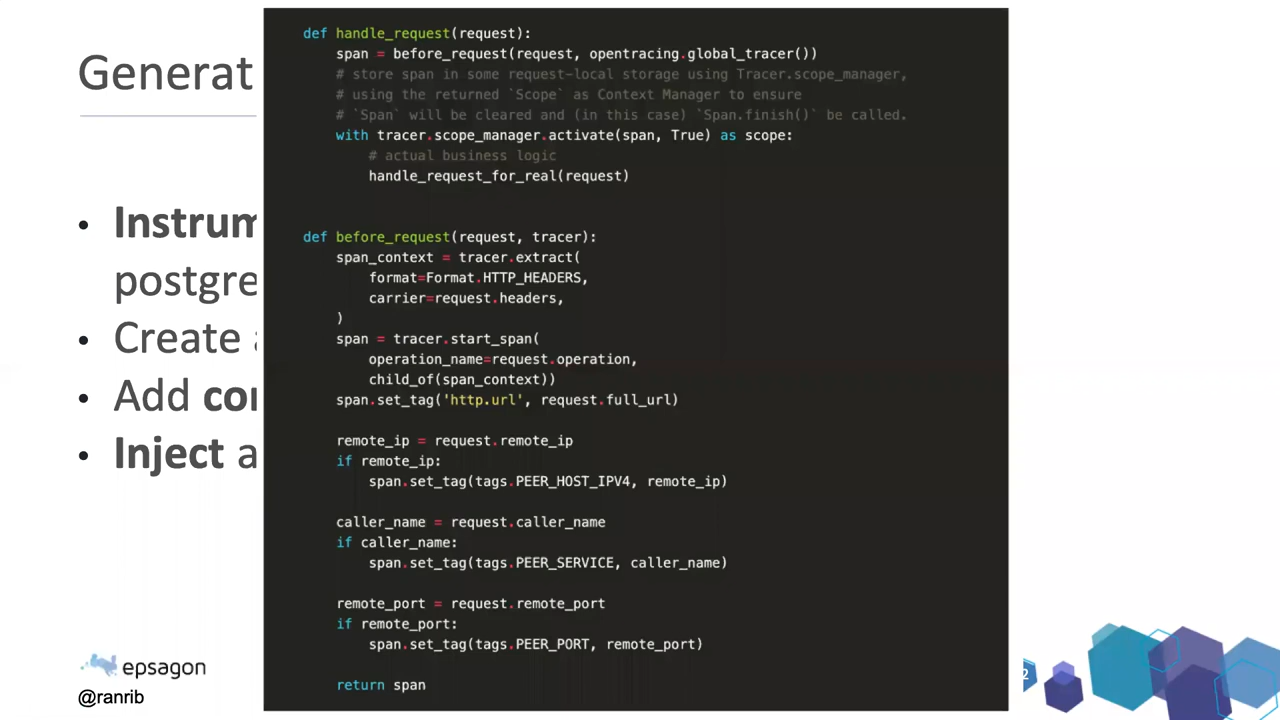 Generat
Instrum
postgre
Create a
Add cor
Inject a
def handle_request(request):
span = before_request(request, opentracing.global_tracer())
# store span in some request-local storage using Tracer.scope_manager,
# using the returned `Scope` as Context Manager to ensure
# `Span` will be cleared and (in this case) `Span.finish()` be called.
with tracer.scope_manager.activate(span, True) as scope:
# actual business logic
handle_request_for_real(request)
def before_request(request, tracer):
span_context = tracer.extract(
format=Format.HTTP_HEADERS,
carrier=request.headers,
)
span = tracer.start_span(
operation_name=request.operation,
child_of(span_context))
span.set_tag('http.url', request.full_url)
remote_ip = request.remote_ip
if remote_ip:
span.set_tag(tags.PEER_HOST_IPV4, remote_ip)
caller_name = request.caller_name
if caller_name:
span.set_tag(tags.PEER_SERVICE, caller_name)
remote_port = request.remote_port
if remote_port:
span.set_tag(tags.PEER_PORT, remote_port)
return span
epsagon
@ranrib
2